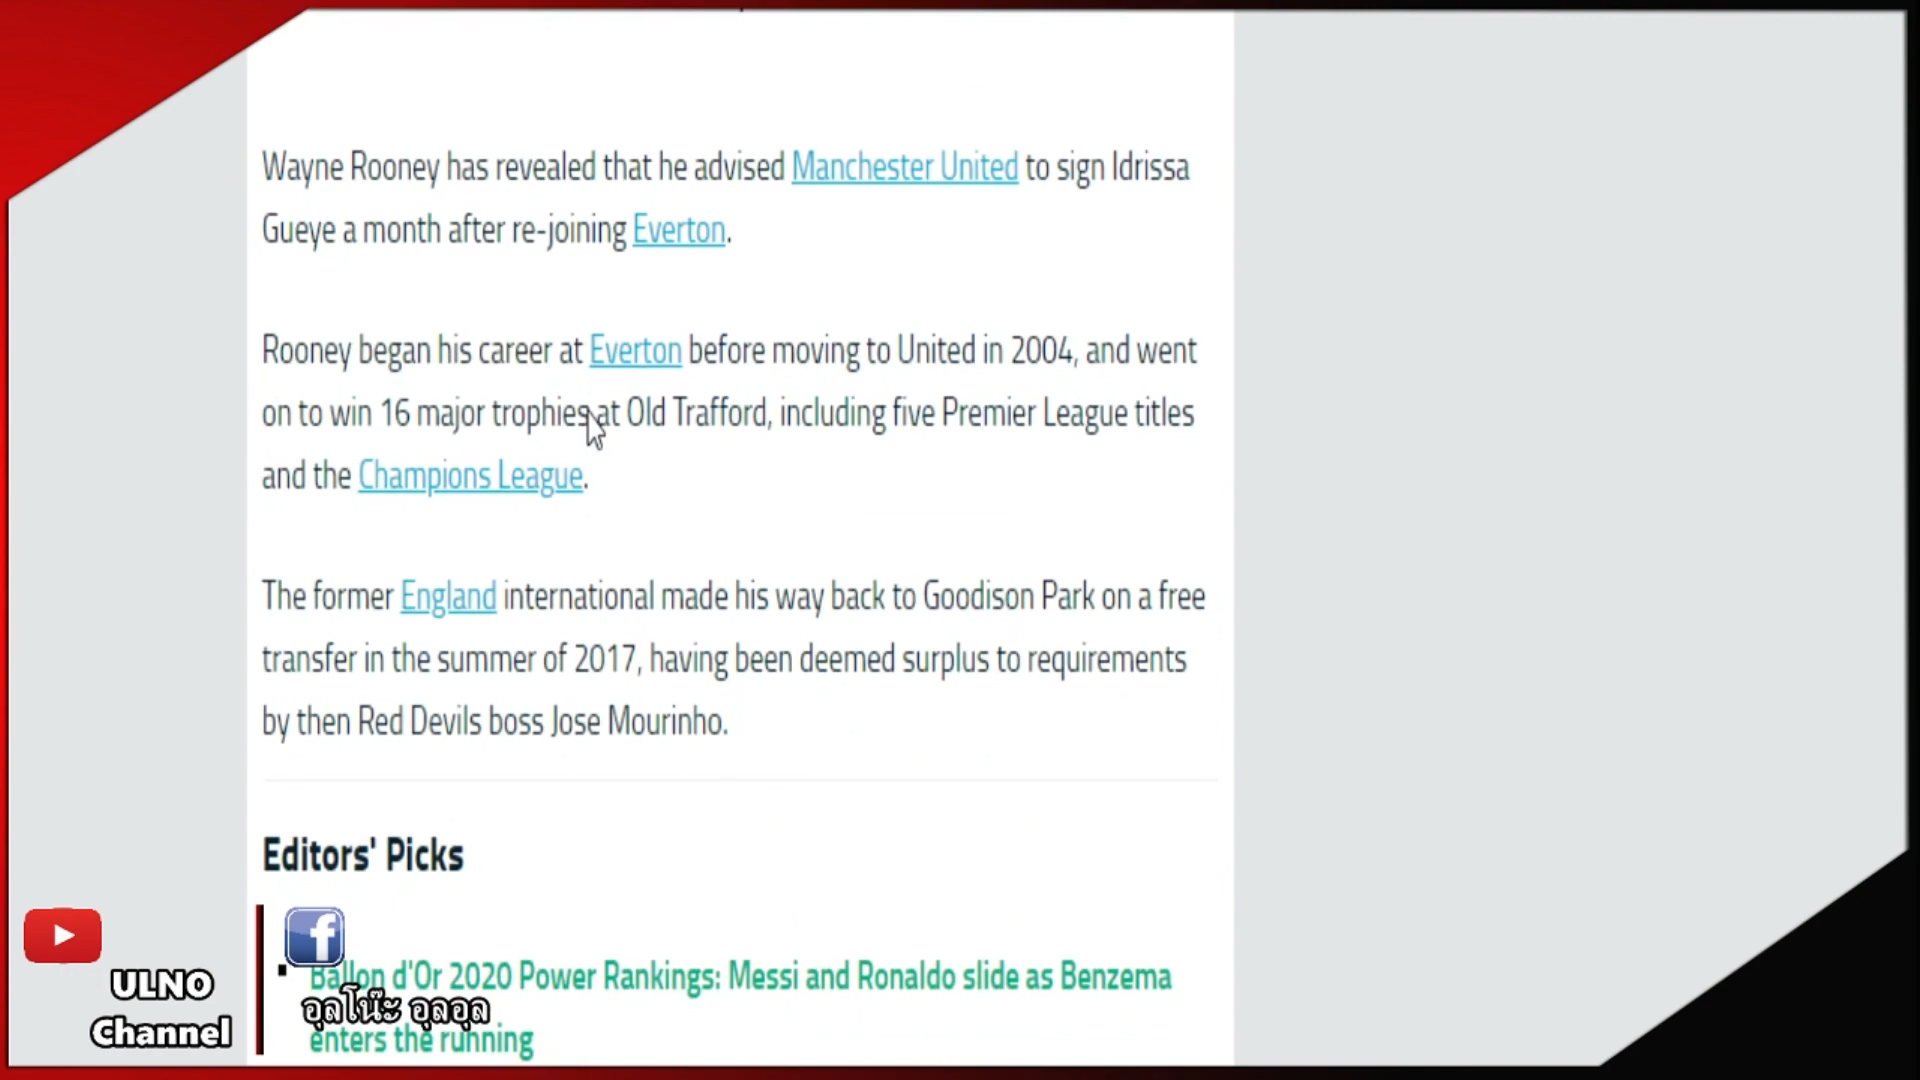 Wayne Rooney has revealed that he advised Manchester United to sign Idrissa
Gueye a month after re-joining Everton.
Rooney began his career at Everton before moving to United in 2004, and went
on to win 16 major trophies at Old Trafford, including five Premier League titles
and the Champions League.
The former England international made his way back to Goodison Park on a free
transfer in the summer of 2017, having been deemed surplus to requirements
by then Red Devils boss Jose Mourinho.
Editors' Picks
Ballon d'Or 2020 Power Rankings: Messi and Ronaldo slide as Benzema
enters the running
ULNO
Channel
อุลโน๊ะ อุลอุล